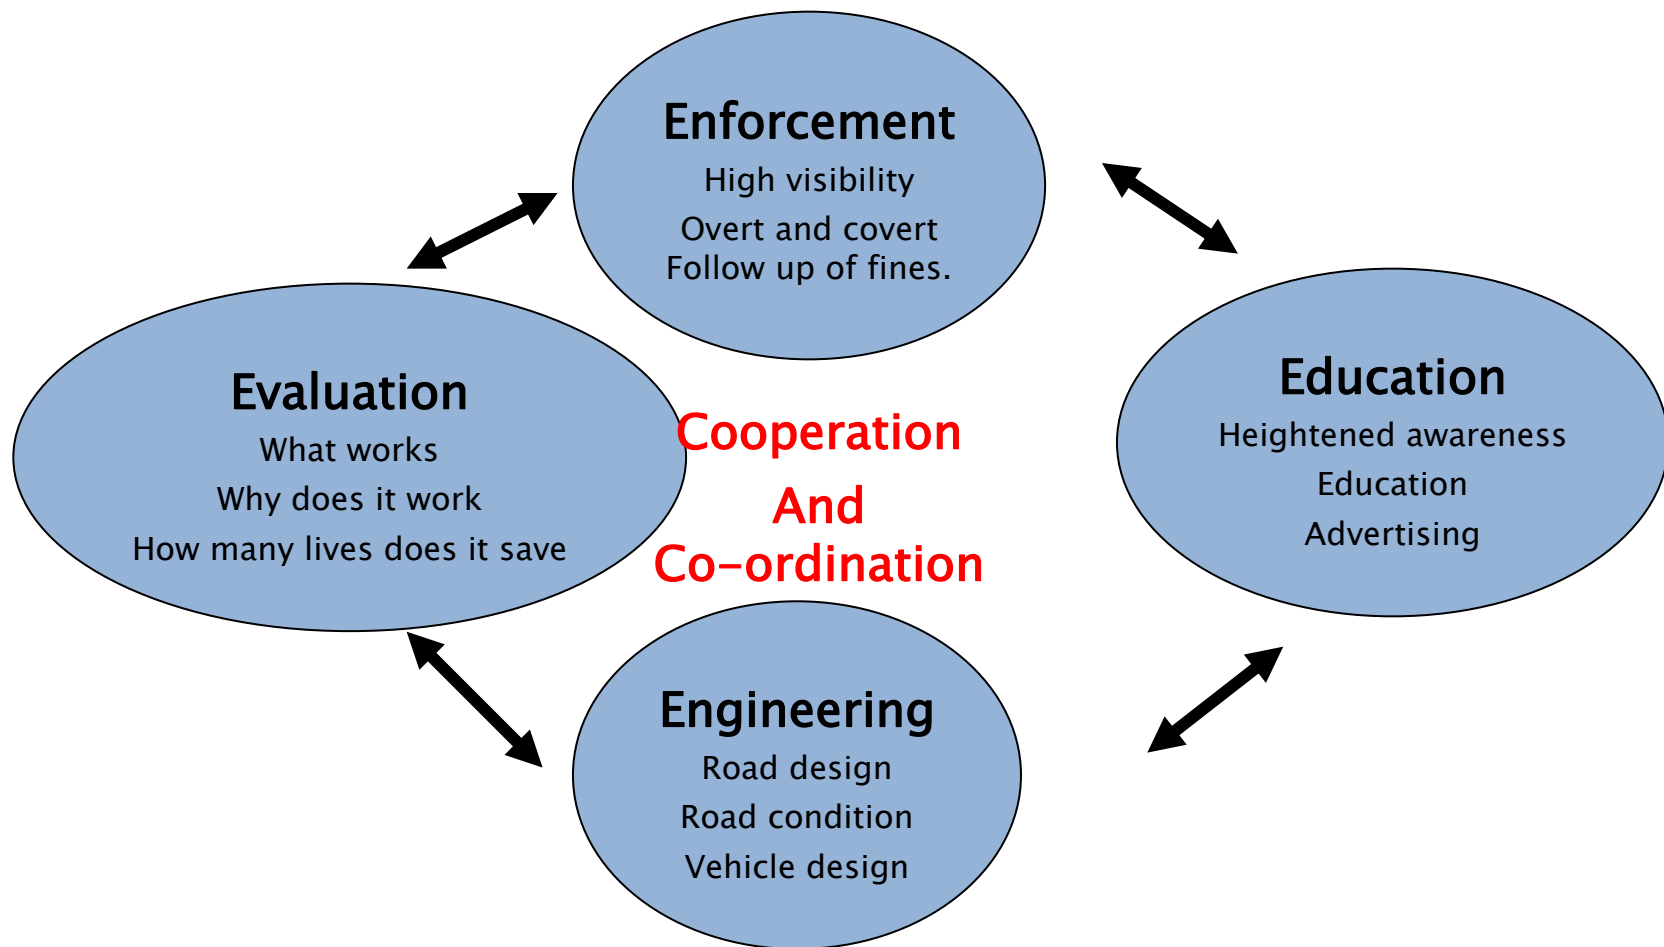 Enforcement
High visibility
Overt and covert
Follow up of fines.
Evaluation
What works
Why does it work
How many lives does it save
Cooperation
And
Co-ordination
Education
Heightened awareness
Education
Advertising
Engineering
Road design
Road condition
Vehicle design